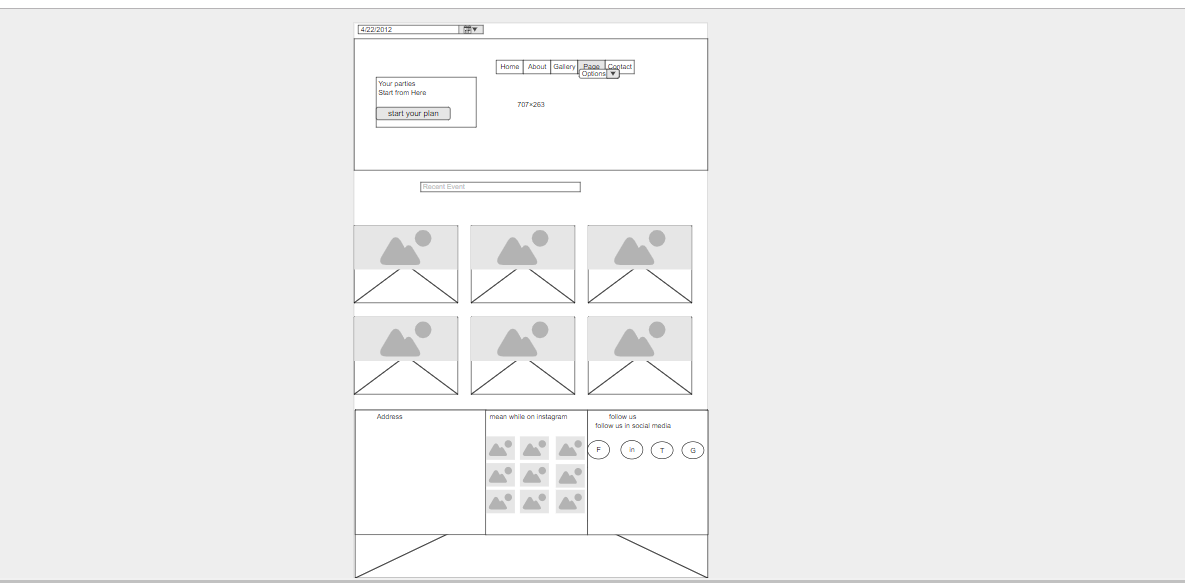 4/22/2012
Home About Gallery Page Contact
Options
Your parties
Start from Here
start your plan
707×263
Recent Event
Address
mean while on instagram
follow us
follow us in social media
F in T G